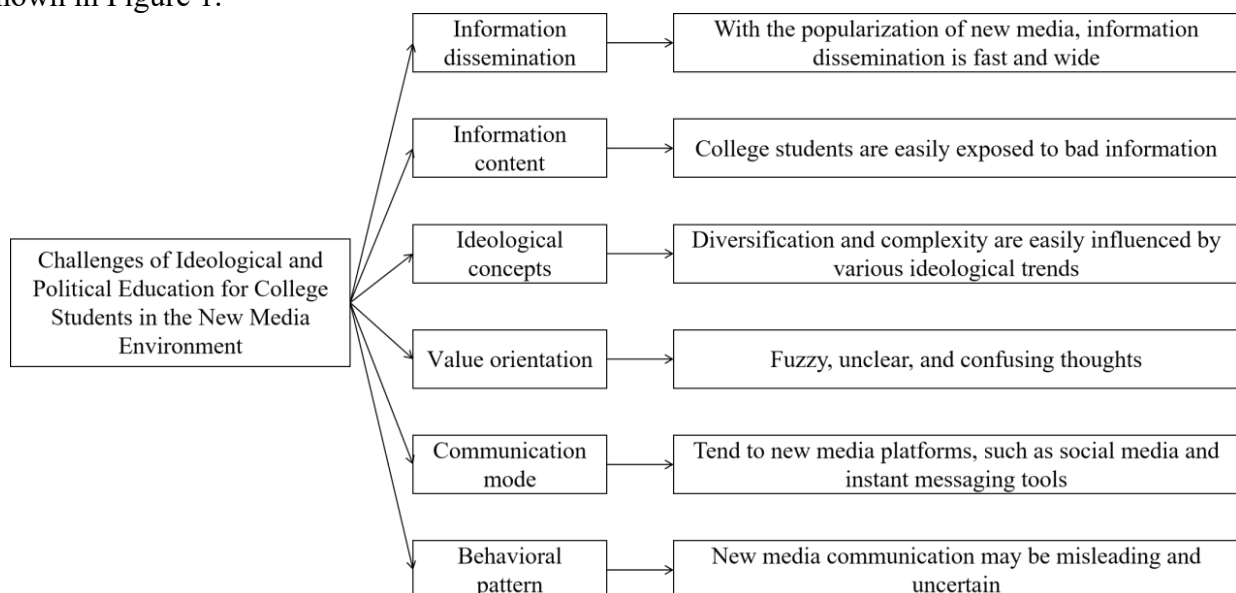 shown in Figure 1.
Information
dissemination
With the popularization of new media, information
dissemination is fast and wide
Information
content
College students are easily exposed to bad information
Ideological
concepts
Diversification and complexity are easily influenced by
various ideological trends
Challenges of Ideological and
Political Education for College
Students in the New Media
Environment
Value orientation
Fuzzy, unclear, and confusing thoughts
Communication
mode
Tend to new media platforms, such as social media and
instant messaging tools
Behavioral
pattern
New media communication may be misleading and
uncertain